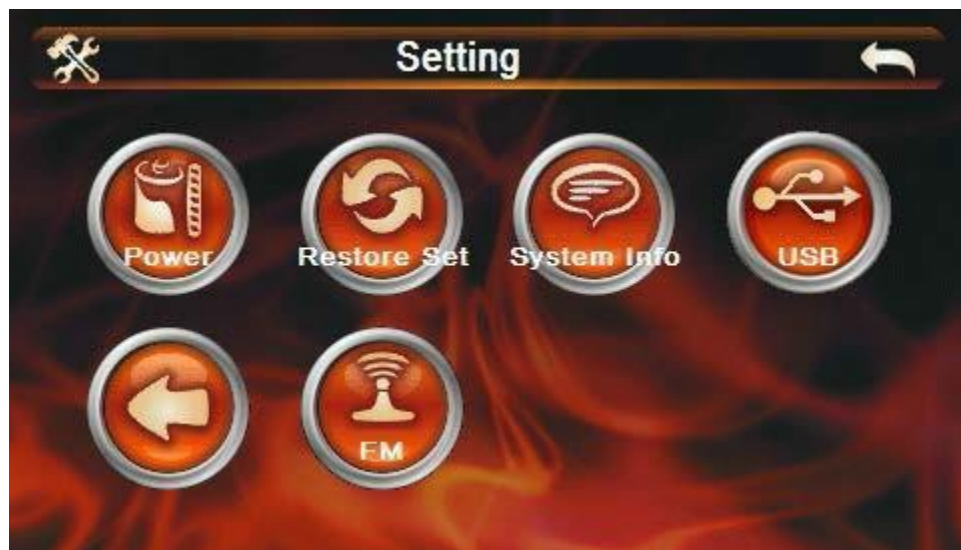 Setting
Power
Restore Set
System Info
USB
FM